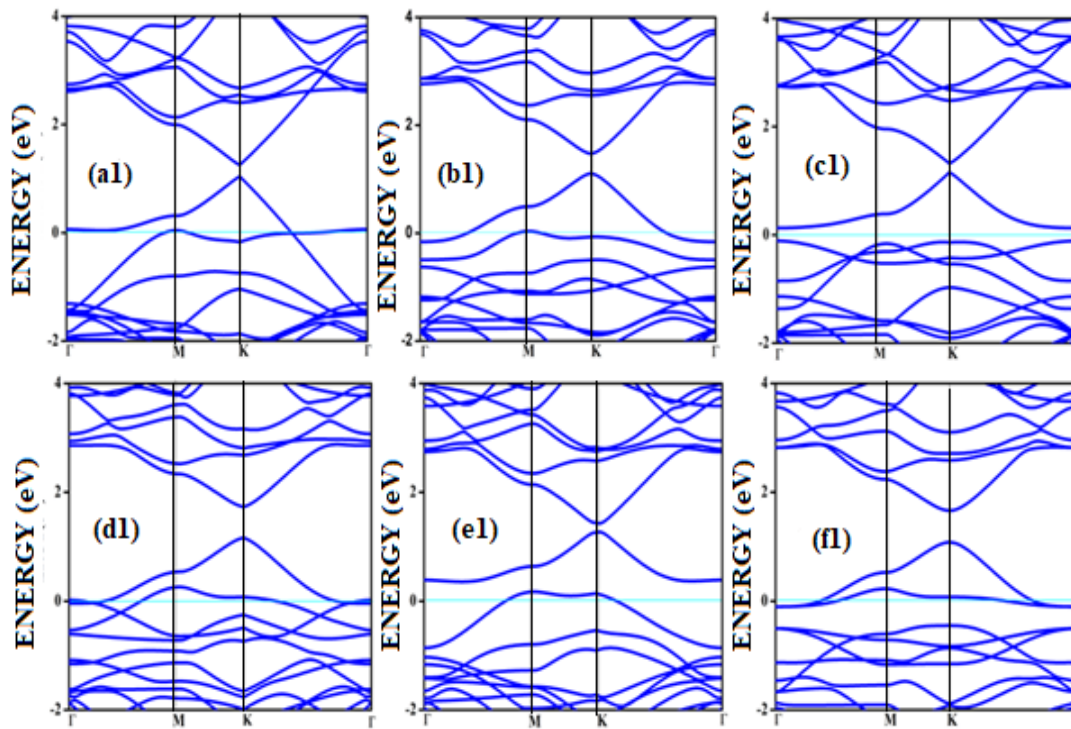 4
4
4
ENERGY (eV)
2
(a1)
0
-2
Γ
M
K
Γ
ENERGY (eV)
2
(b1)
0
-2
Γ
M
K
Γ
ENERGY (eV)
2
(c1)
0
-2
Γ
M
K
Γ
4
4
4
ENERGY (eV)
2
(d1)
0
-2
Γ
M
K
Γ
ENERGY (eV)
2
(e1)
0
-2
Γ
M
K
Γ
ENERGY (eV)
2
(f1)
0
-2
Γ
M
K
Γ